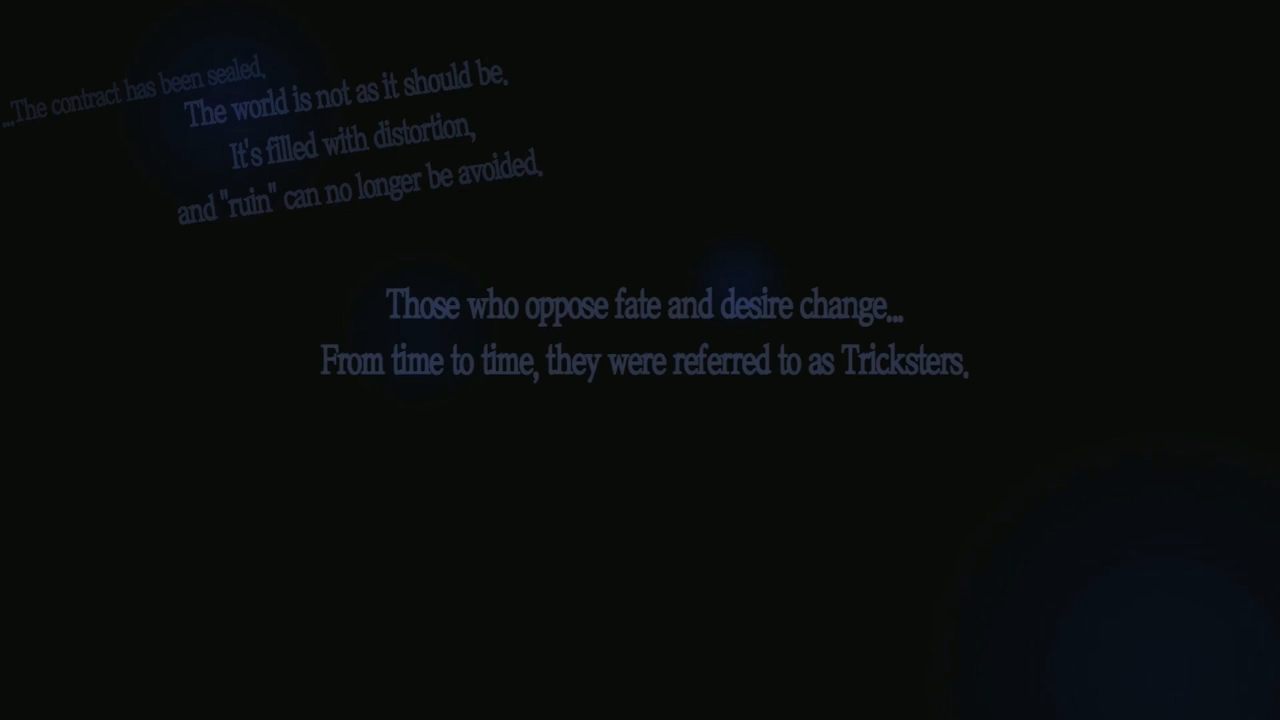 ...The contract has been sealed,
The world is not as it should be.
It's filled with distortion,
and "ruin" can no longer be avoided.
Those who oppose fate and desire change...
From time to time, they were referred to as Tricksters.